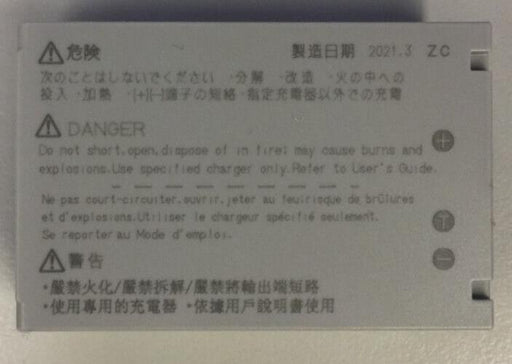 ⚠危険 製造日期 2021.3 ZC
次のことはしないでください ・分解 ・改造 ・火の中への
投入 ・加熱 ・[+][−]端子の短絡 ・指定充電器以外での充電
⚠ DANGER
Do not short,open,dispose of in fire! may cause burns and
explosions.Use specified charger only.Refer to User's Guide.
Ne pas court-circuiter,ouvrir,jeter au feu!risque de brûlures
et d'explosions.Utiliser le chargeur spécifié seulement.
Se reporter au Mode d'emploi.
⚠警告
・嚴禁火化/嚴禁拆解/嚴禁將輸出端短路
・使用專用的充電器 ・依據用戶說明書使用
+
T
−